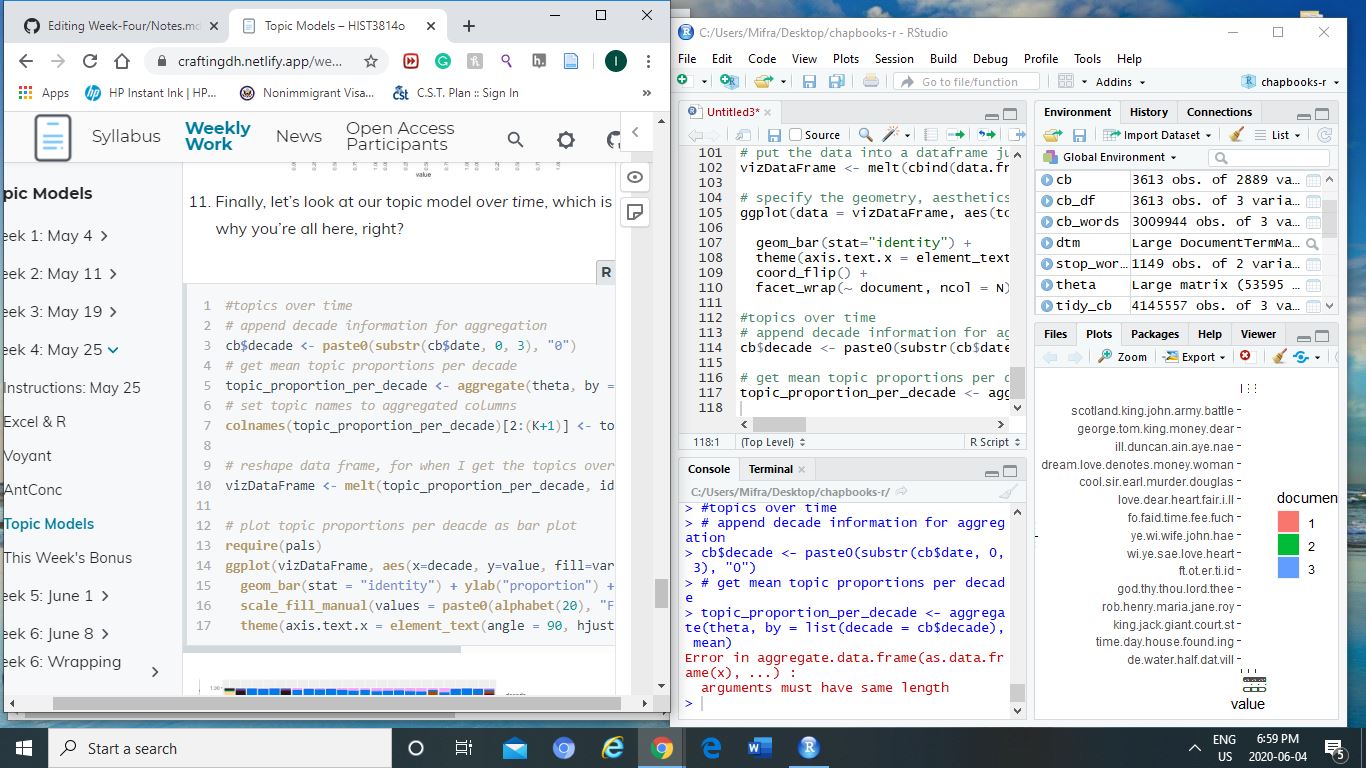 Editing Week-Four/Notes.md
Topic Models – HIST3814o
craftingdh.netlify.app/we...
Apps
HP Instant Ink | HP...
Nonimmigrant Visa...
C.S.T. Plan :: Sign In
»
Syllabus
Weekly Work
News
Open Access Participants
pic Models
eek 1: May 4
eek 2: May 11
eek 3: May 19
eek 4: May 25
Instructions: May 25
Excel & R
Voyant
AntConc
Topic Models
This Week's Bonus
eek 5: June 1
eek 6: June 8
eek 6: Wrapping
value
11. Finally, let's look at our topic model over time, which is
why you're all here, right?
R
1 #topics over time
2 # append decade information for aggregation
3 cb$decade <- paste0(substr(cb$date, 0, 3), "0")
4 # get mean topic proportions per decade
5 topic_proportion_per_decade <- aggregate(theta, by =
6 # set topic names to aggregated columns
7 colnames(topic_proportion_per_decade)[2:(K+1)] <- to
8
9 # reshape data frame, for when I get the topics over
10 vizDataFrame <- melt(topic_proportion_per_decade, id
11
12 # plot topic proportions per deacde as bar plot
13 require(pals)
14 ggplot(vizDataFrame, aes(x=decade, y=value, fill=var
15 geom_bar(stat = "identity") + ylab("proportion") +
16 scale_fill_manual(values = paste0(alphabet(20), "F
17 theme(axis.text.x = element_text(angle = 90, hjust
C:/Users/Mifra/Desktop/chapbooks-r - RStudio
File Edit Code View Plots Session Build Debug Profile Tools Help
Go to file/function
Addins
chapbooks-r
Untitled3*
Source
101 # put the data into a dataframe ju
102 vizDataFrame <- melt(cbind(data.fr
103
104 # specify the geometry, aesthetics
105 ggplot(data = vizDataFrame, aes(to
106
107 geom_bar(stat="identity") +
108 theme(axis.text.x = element_text
109 coord_flip() +
110 facet_wrap(~ document, ncol = N)
111
112 #topics over time
113 # append decade information for ag
114 cb$decade <- paste0(substr(cb$date
115
116 # get mean topic proportions per d
117 topic_proportion_per_decade <- agg
118
118:1 (Top Level) R Script
Console Terminal
C:/Users/Mifra/Desktop/chapbooks-r/
> #topics over time
> # append decade information for aggreg
ation
> cb$decade <- paste0(substr(cb$date, 0,
3), "0")
> # get mean topic proportions per decad
e
> topic_proportion_per_decade <- aggrega
te(theta, by = list(decade = cb$decade),
mean)
Error in aggregate.data.frame(as.data.fr
ame(x), ...) :
arguments must have same length
>
Environment History Connections
Import Dataset List
Global Environment
cb 3613 obs. of 2889 va...
cb_df 3613 obs. of 3 varia...
cb_words 3009944 obs. of 3 va...
dtm Large DocumentTermMa...
stop_wor... 1149 obs. of 2 varia...
theta Large matrix (53595 ...
tidy_cb 4145557 obs. of 3 va...
Files Plots Packages Help Viewer
Zoom Export
scotland.king.john.army.battle
george.tom.king.money.dear
ill.duncan.ain.aye.nae
dream.love.denotes.money.woman
cool.sir.earl.murder.douglas
love.dear.heart.fair.i.ll
fo.faid.time.fee.fuch
ye.wi.wife.john.hae
wi.ye.sae.love.heart
ft.ot.er.ti.id
god.thy.thou.lord.thee
rob.henry.maria.jane.roy
king.jack.giant.court.st
time.day.house.found.ing
de.water.half.dat.vill
value
documen
1
2
3
Start a search
ENG
US
6:59 PM
2020-06-04
5